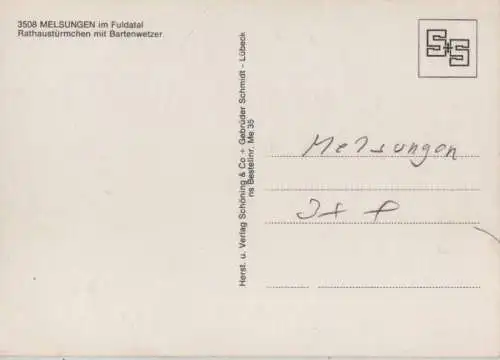 3508 MELSUNGEN im Fuldatal
Rathaustürmchen mit Bartenwetzer
S+S
Herst. u. Verlag Schöning & Co + Gebrüder Schmidt - Lübeck
ns Bestellnr. Me 35
Melsungen